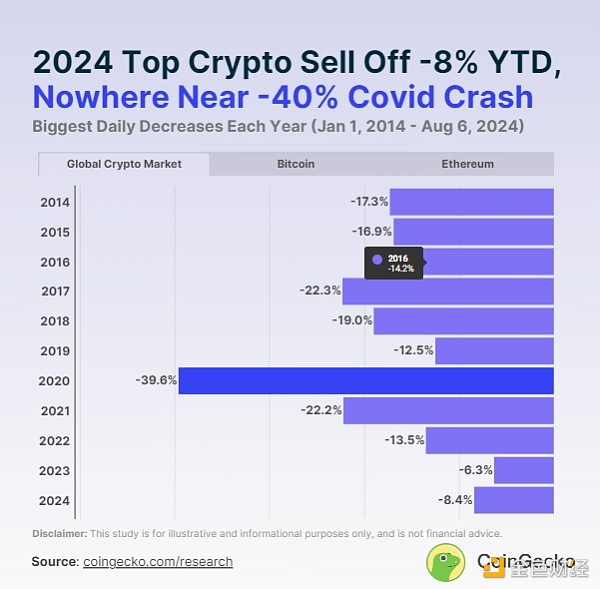 2024 Top Crypto Sell Off -8% YTD,
Nowhere Near -40% Covid Crash
Biggest Daily Decreases Each Year (Jan 1, 2014 - Aug 6, 2024)
Global Crypto Market Bitcoin Ethereum
2014 -17.3%
2015 -16.9%
2016 2016
-14.2%
2017 -22.3%
2018 -19.0%
2019 -12.5%
2020 -39.6%
2021 -22.2%
2022 -13.5%
2023 -6.3%
2024 -8.4%
Disclaimer: This study is for illustrative and informational purposes only, and is not financial advice.
Source: coingecko.com/research
CoinGecko
金色财经